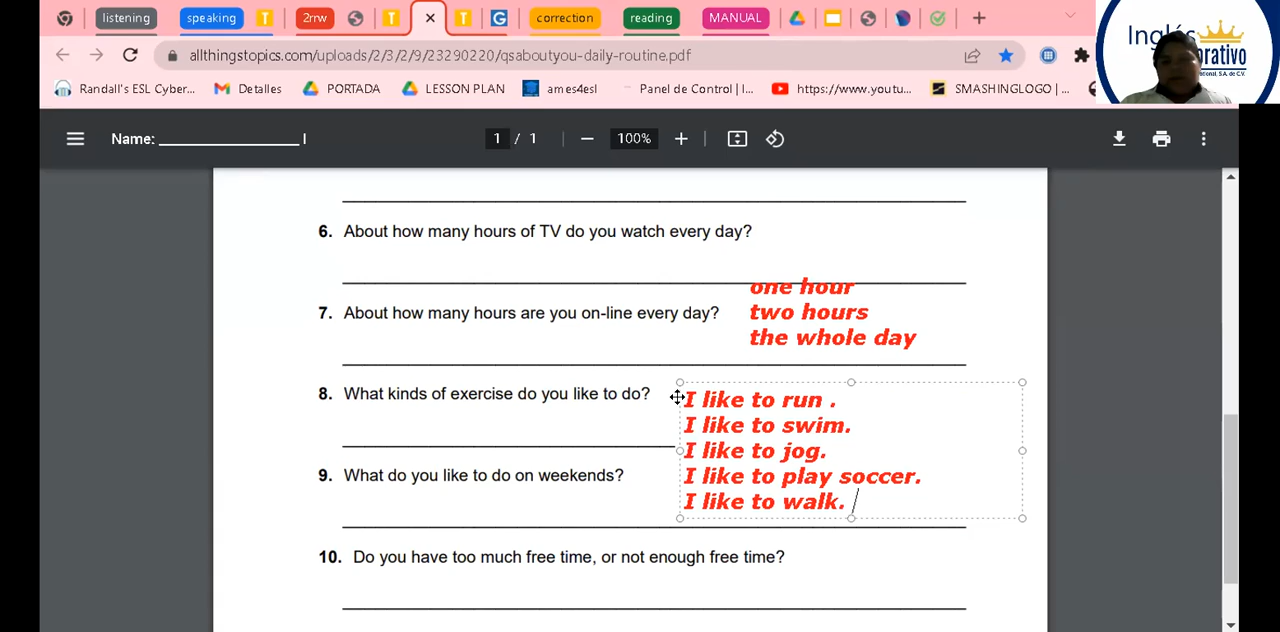 listening
speaking
2rrw
correction
reading
MANUAL
allthingstopics.com/uploads/2/3/2/9/23290220/qsaboutyou-daily-routine.pdf
Randall's ESL Cyber...
Detalles
PORTADA
LESSON PLAN
ames4esl
Panel de Control | I...
https://www.youtu...
SMASHINGLOGO | ...
Name: ________________ I
1 / 1
100%
6. About how many hours of TV do you watch every day?
one hour
7. About how many hours are you on-line every day?
two hours
the whole day
8. What kinds of exercise do you like to do?
I like to run .
I like to swim.
I like to jog.
9. What do you like to do on weekends?
I like to play soccer.
I like to walk.
10. Do you have too much free time, or not enough free time?